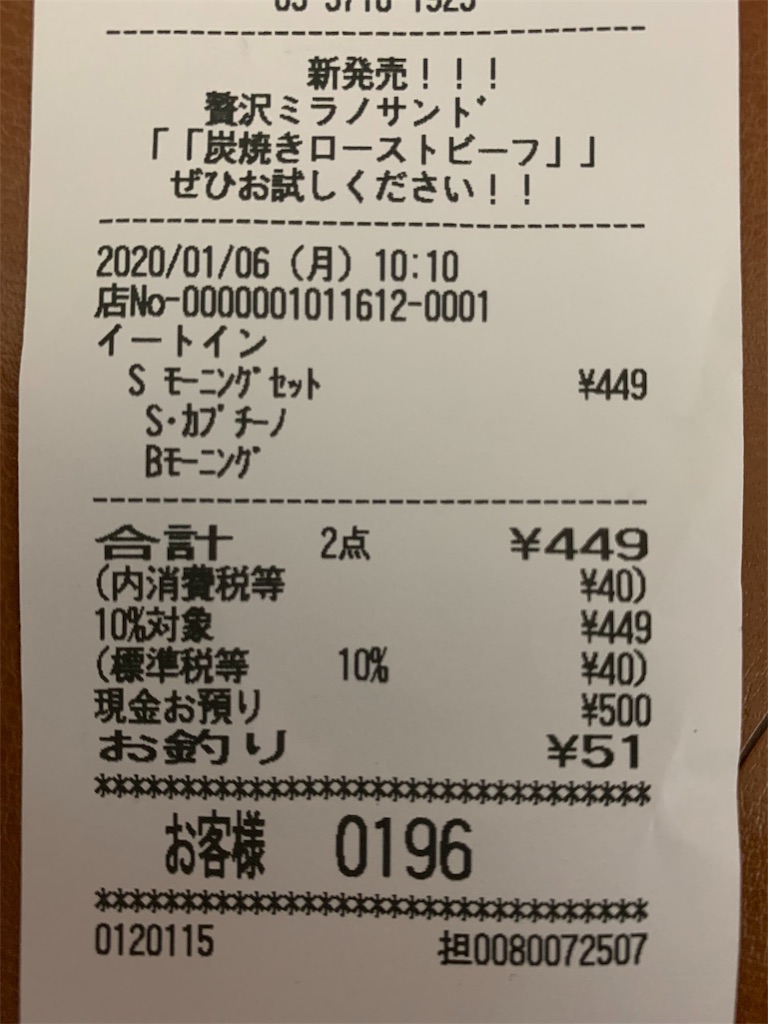 新発売！！！
贅沢ミラノサンド
「「炭焼きローストビーフ」」
ぜひお試しください！！
2020/01/06 (月) 10:10
店No-0000001011612-0001
イートイン
S ﾓｰﾆﾝｸﾞｾｯﾄ ¥449
S･ｶﾌﾟﾁｰﾉ
Bﾓｰﾆﾝｸﾞ
合計 2点 ¥449
(内消費税等 ¥40)
10%対象 ¥449
(標準税等 10% ¥40)
現金お預り ¥500
お釣り ¥51
***********************************
お客様 0196
***********************************
0120115 担0080072507